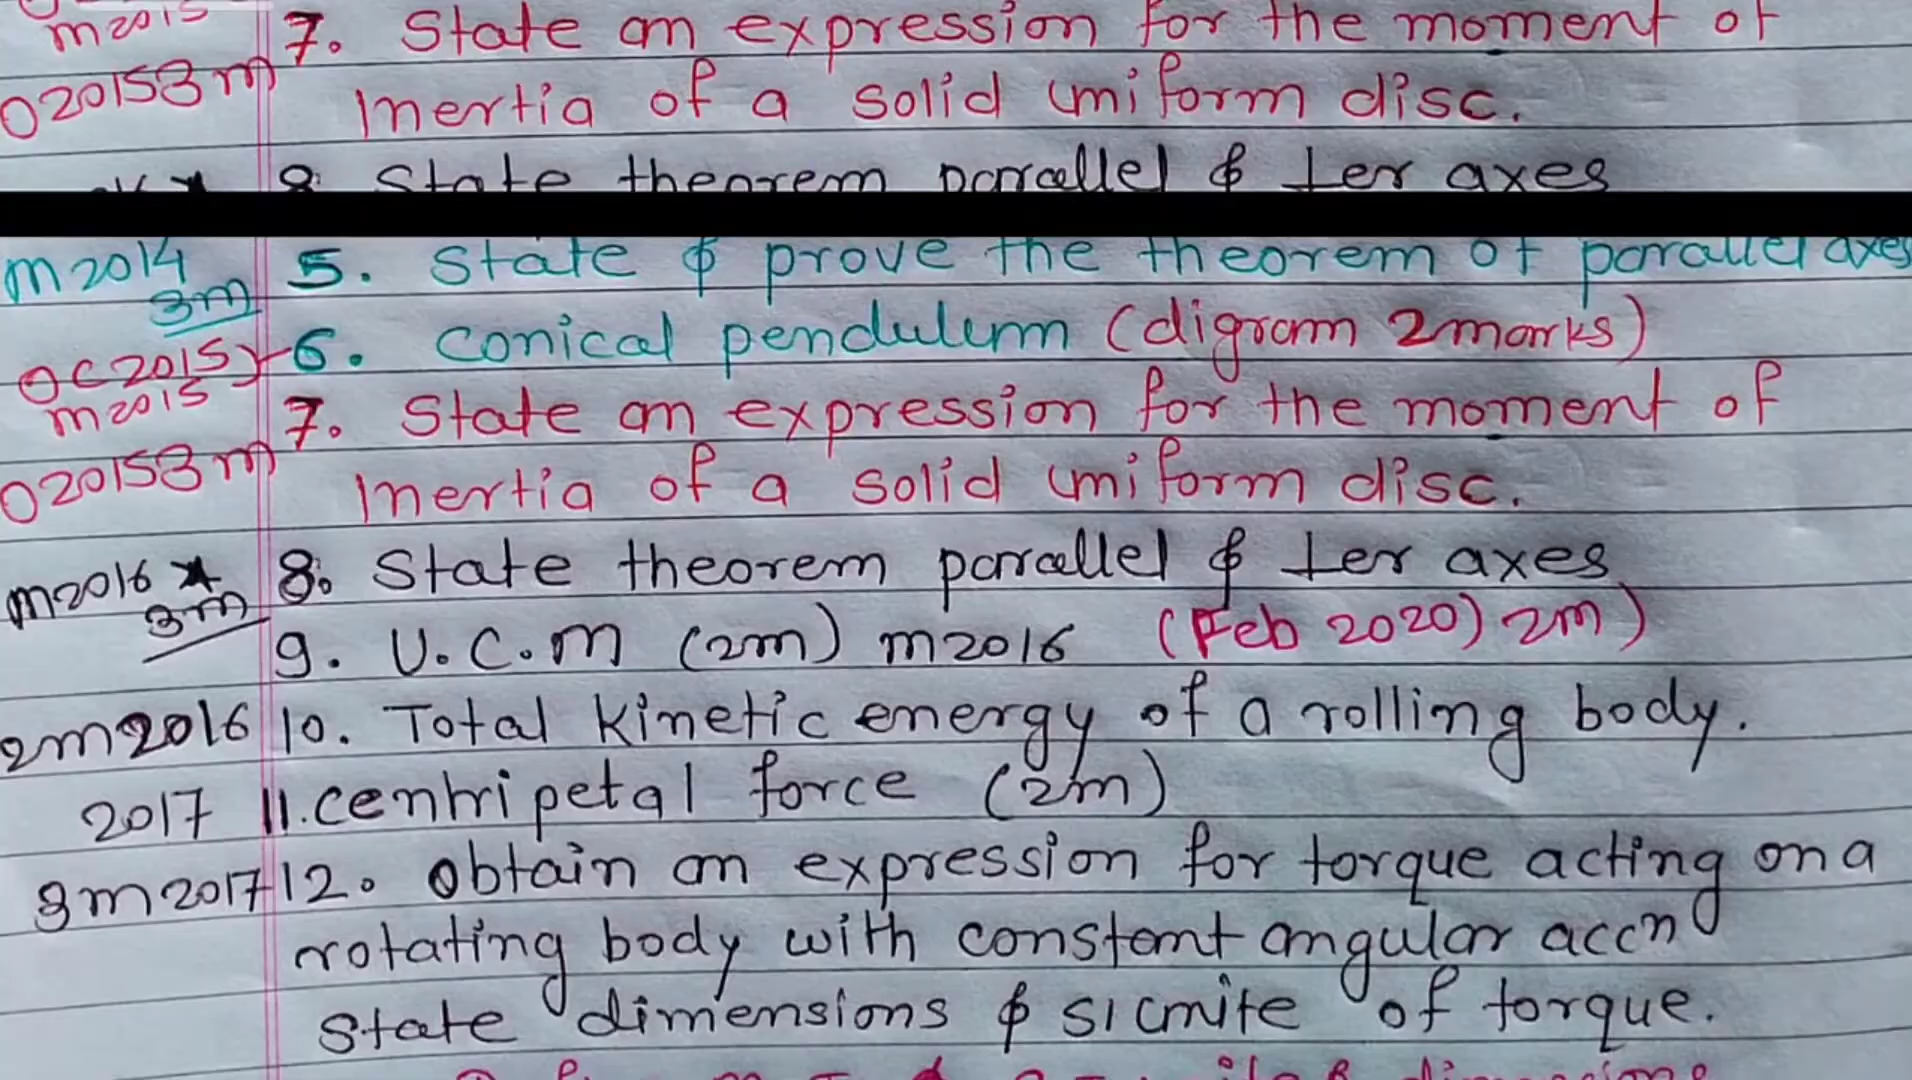 m2015
7. State an expression for the moment of
O2015 3m
Inertia of a solid uniform disc.
8. State theorem parallel & ter axes
m2014 5. State & prove the theorem of parallel axes
3m
OC2015 6. Conical pendulum (digram 2marks)
m2015
7. State an expression for the moment of
O2015 3m
Inertia of a solid uniform disc.
m2016 * 8. State theorem parallel & ter axes
3m
9. U.C.M (2m) m2016 (Feb 2020) 2m)
2m2016 10. Total kinetic energy of a rolling body.
2017 11. centripetal force (2m)
3m2017 12. Obtain an expression for torque acting on a
rotating body with constant angular accn
State dimensions & SI unite of torque.